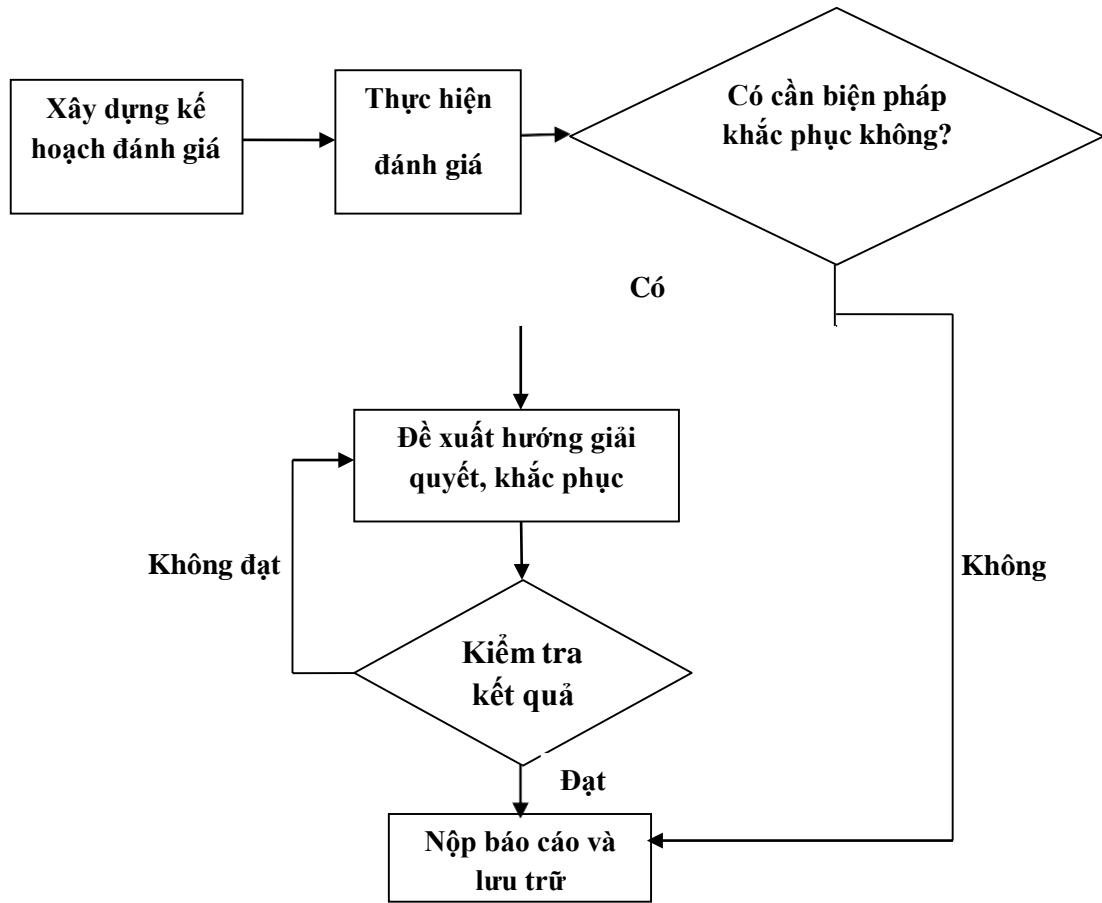 Xây dựng kế
hoạch đánh giá
Thực hiện
đánh giá
Có cần biện pháp
khắc phục không?
Có
Đề xuất hướng giải
quyết, khắc phục
Không đạt
Không
Kiểm tra
kết quả
Đạt
Nộp báo cáo và
lưu trữ